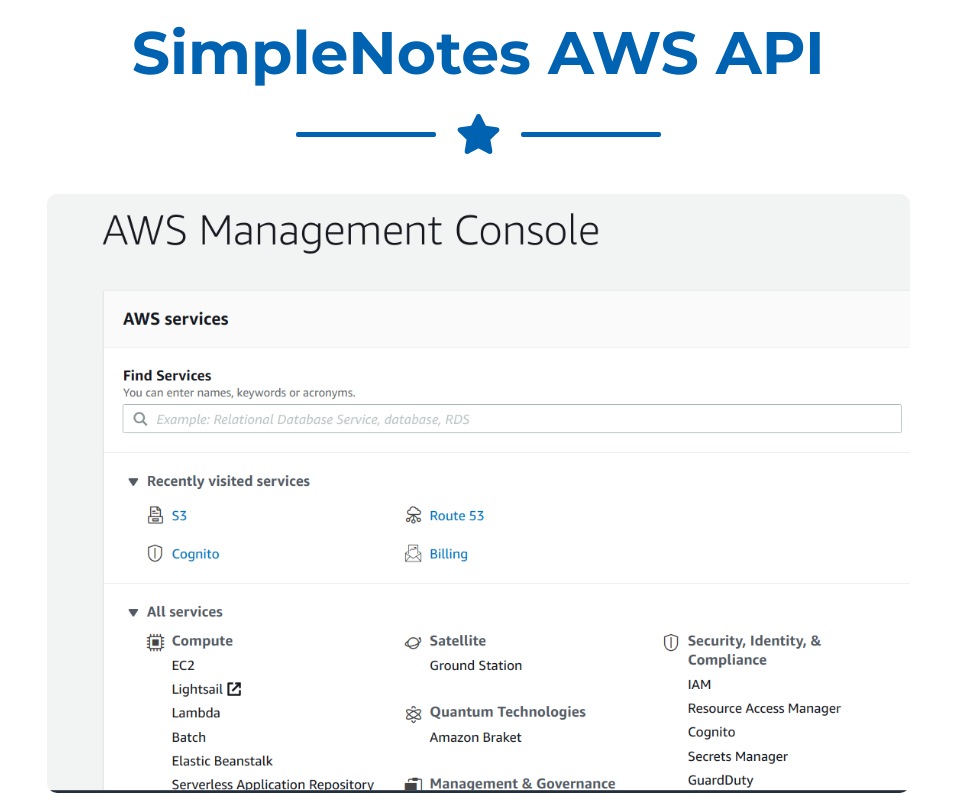 SimpleNotes AWS API
AWS Management Console
AWS services
Find Services
You can enter names, keywords or acronyms.
Example: Relational Database Service, database, RDS
Recently visited services
S3
Route 53
Cognito
Billing
All services
Compute
EC2
Lightsail
Lambda
Batch
Elastic Beanstalk
Serverless Application Repository
Satellite
Ground Station
Quantum Technologies
Amazon Braket
Management & Governance
Security, Identity, &
Compliance
IAM
Resource Access Manager
Cognito
Secrets Manager
GuardDuty